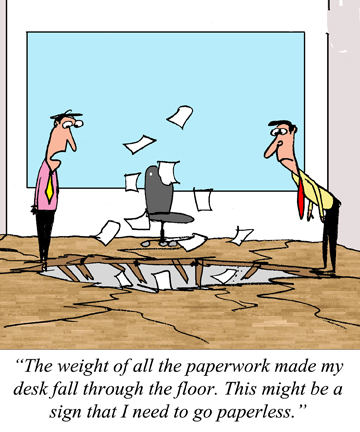 “The weight of all the paperwork made my
desk fall through the floor. This might be a
sign that I need to go paperless.”